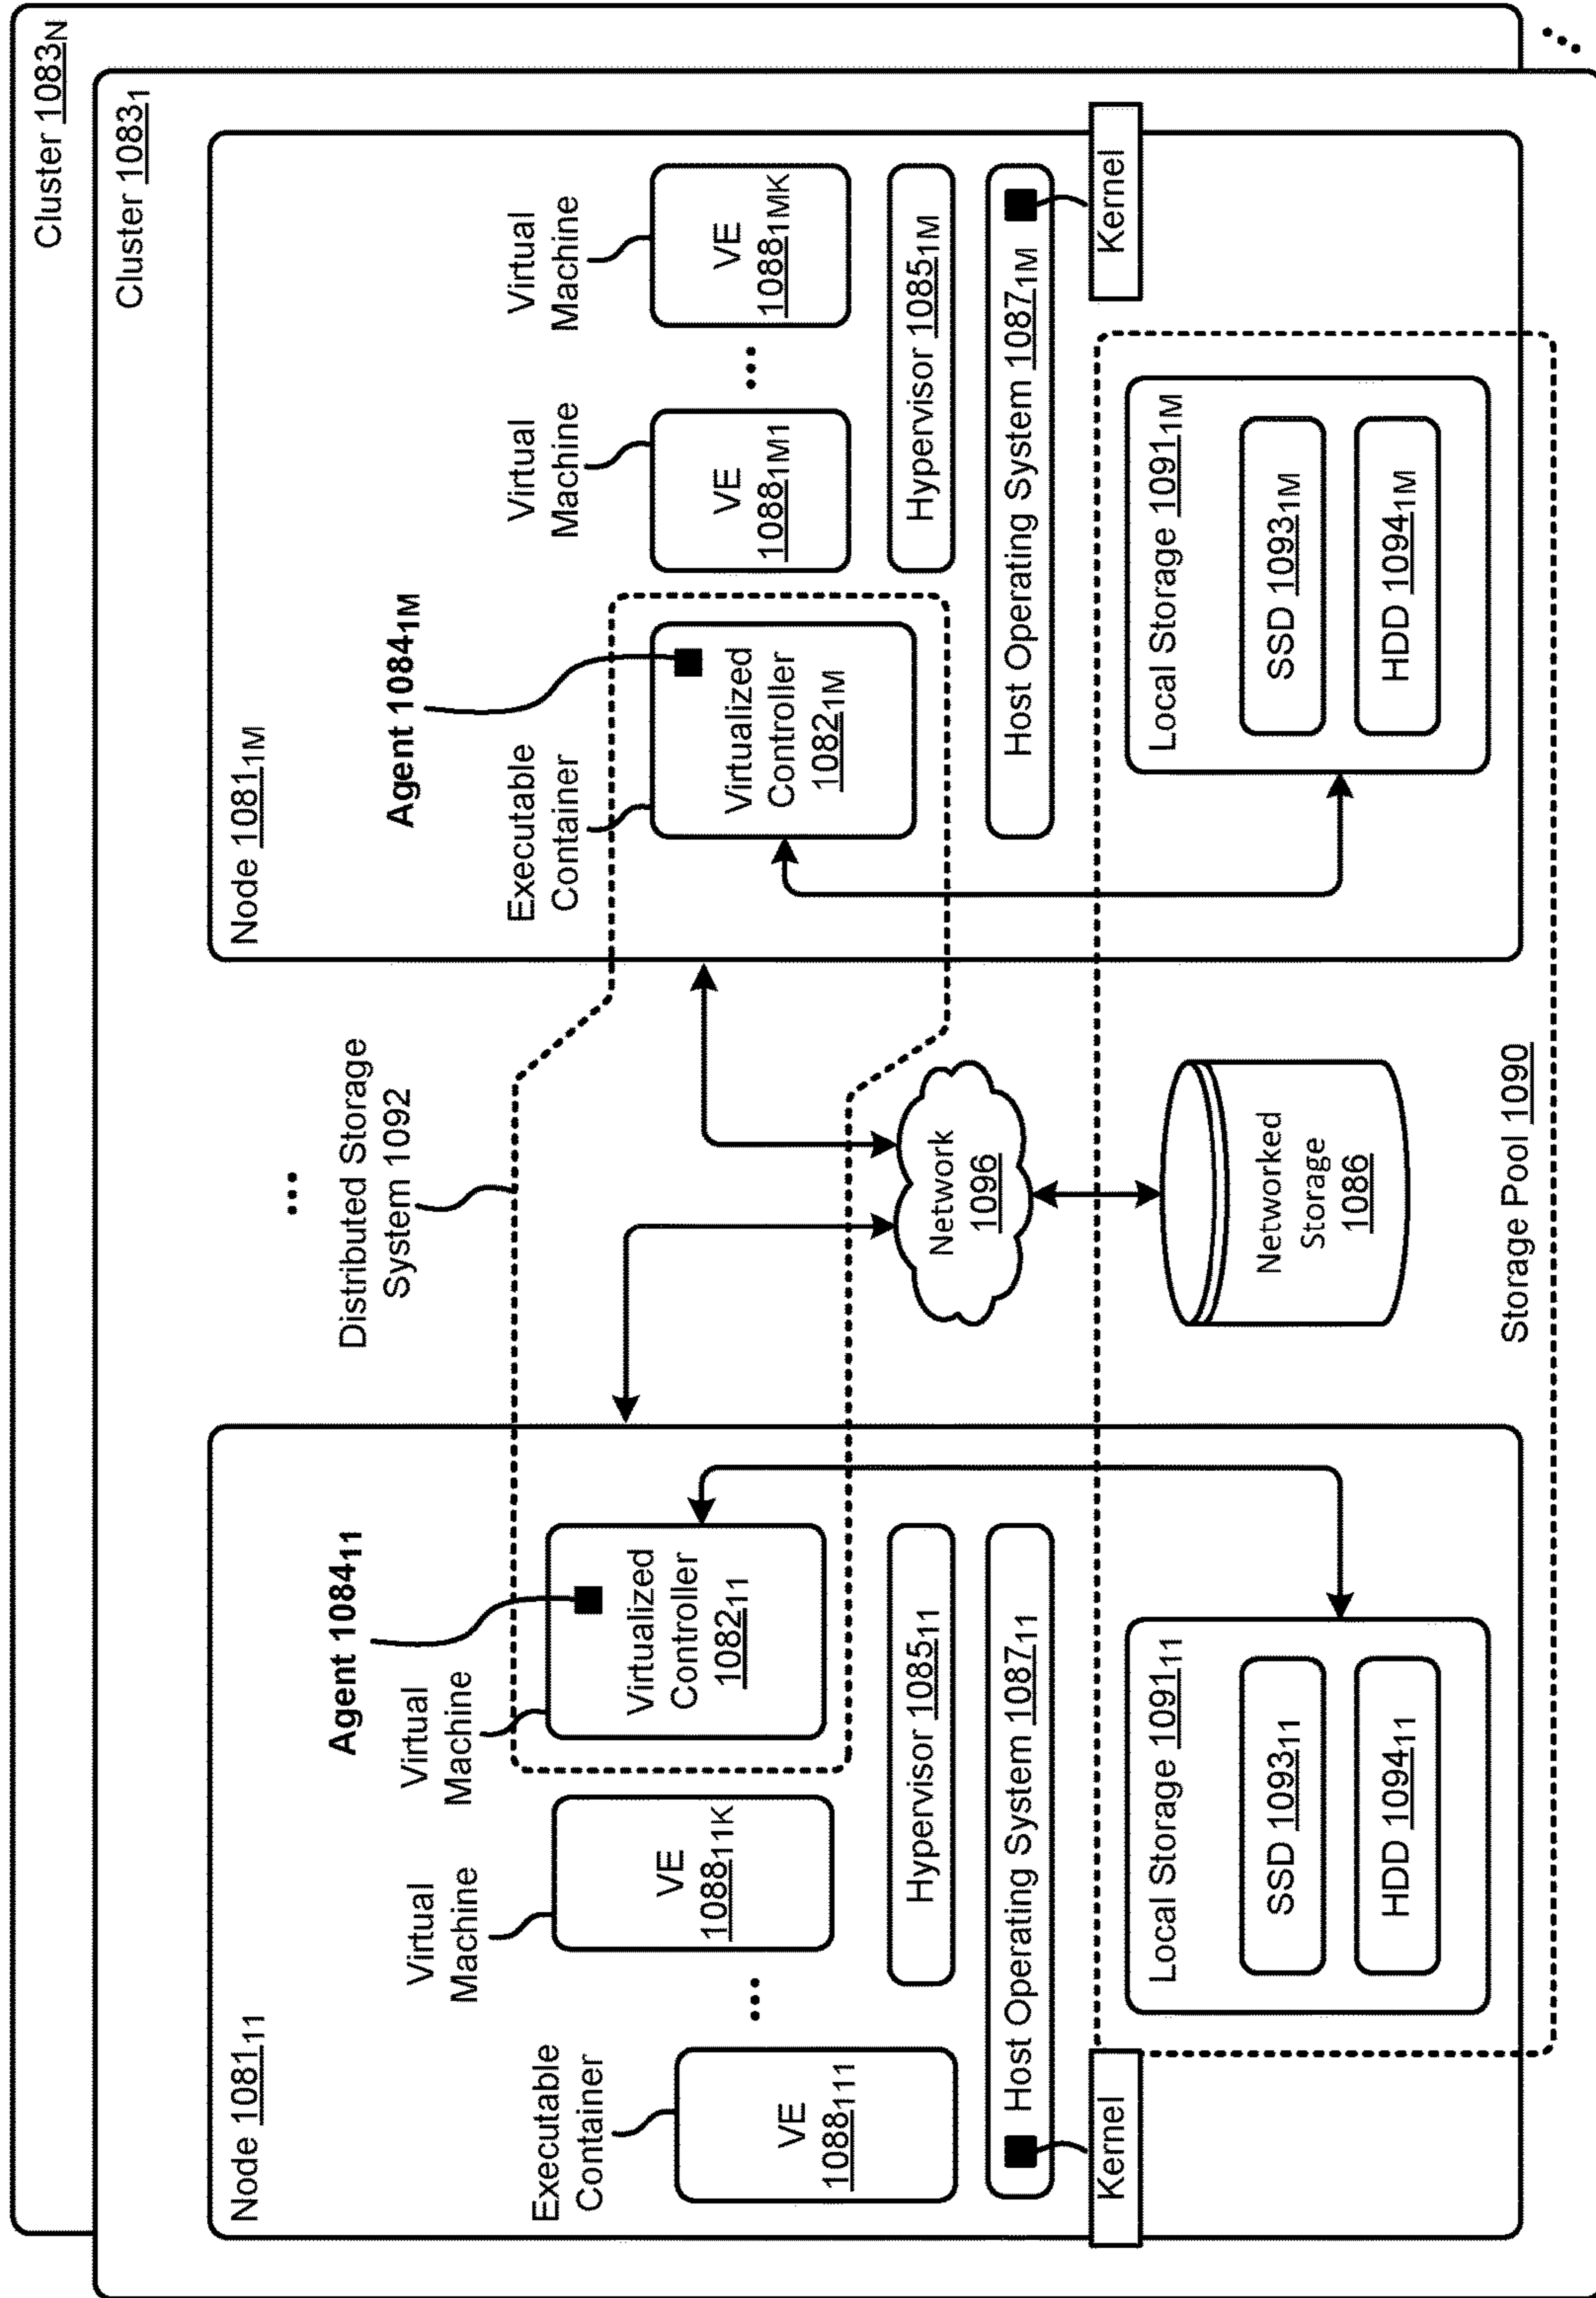 Cluster 1083N
Cluster 10831
Node 108111
Agent 108411
Virtual
Machine
Virtual
Machine
Executable
Container
VE
1088111
...
VE
108811K
Virtualized
Controller
108211
Hypervisor 108511
Host Operating System 108711
Kernel
Local Storage 109111
SSD 109311
HDD 109411
...
Distributed Storage
System 1092
Network
1096
Networked
Storage
1086
Storage Pool 1090
Node 10811M
Agent 10841M
Executable
Container
Virtual
Machine
Virtual
Machine
Virtualized
Controller
10821M
VE
10881M1
...
VE
10881MK
Hypervisor 10851M
Host Operating System 10871M
Kernel
Local Storage 10911M
SSD 10931M
HDD 10941M
...